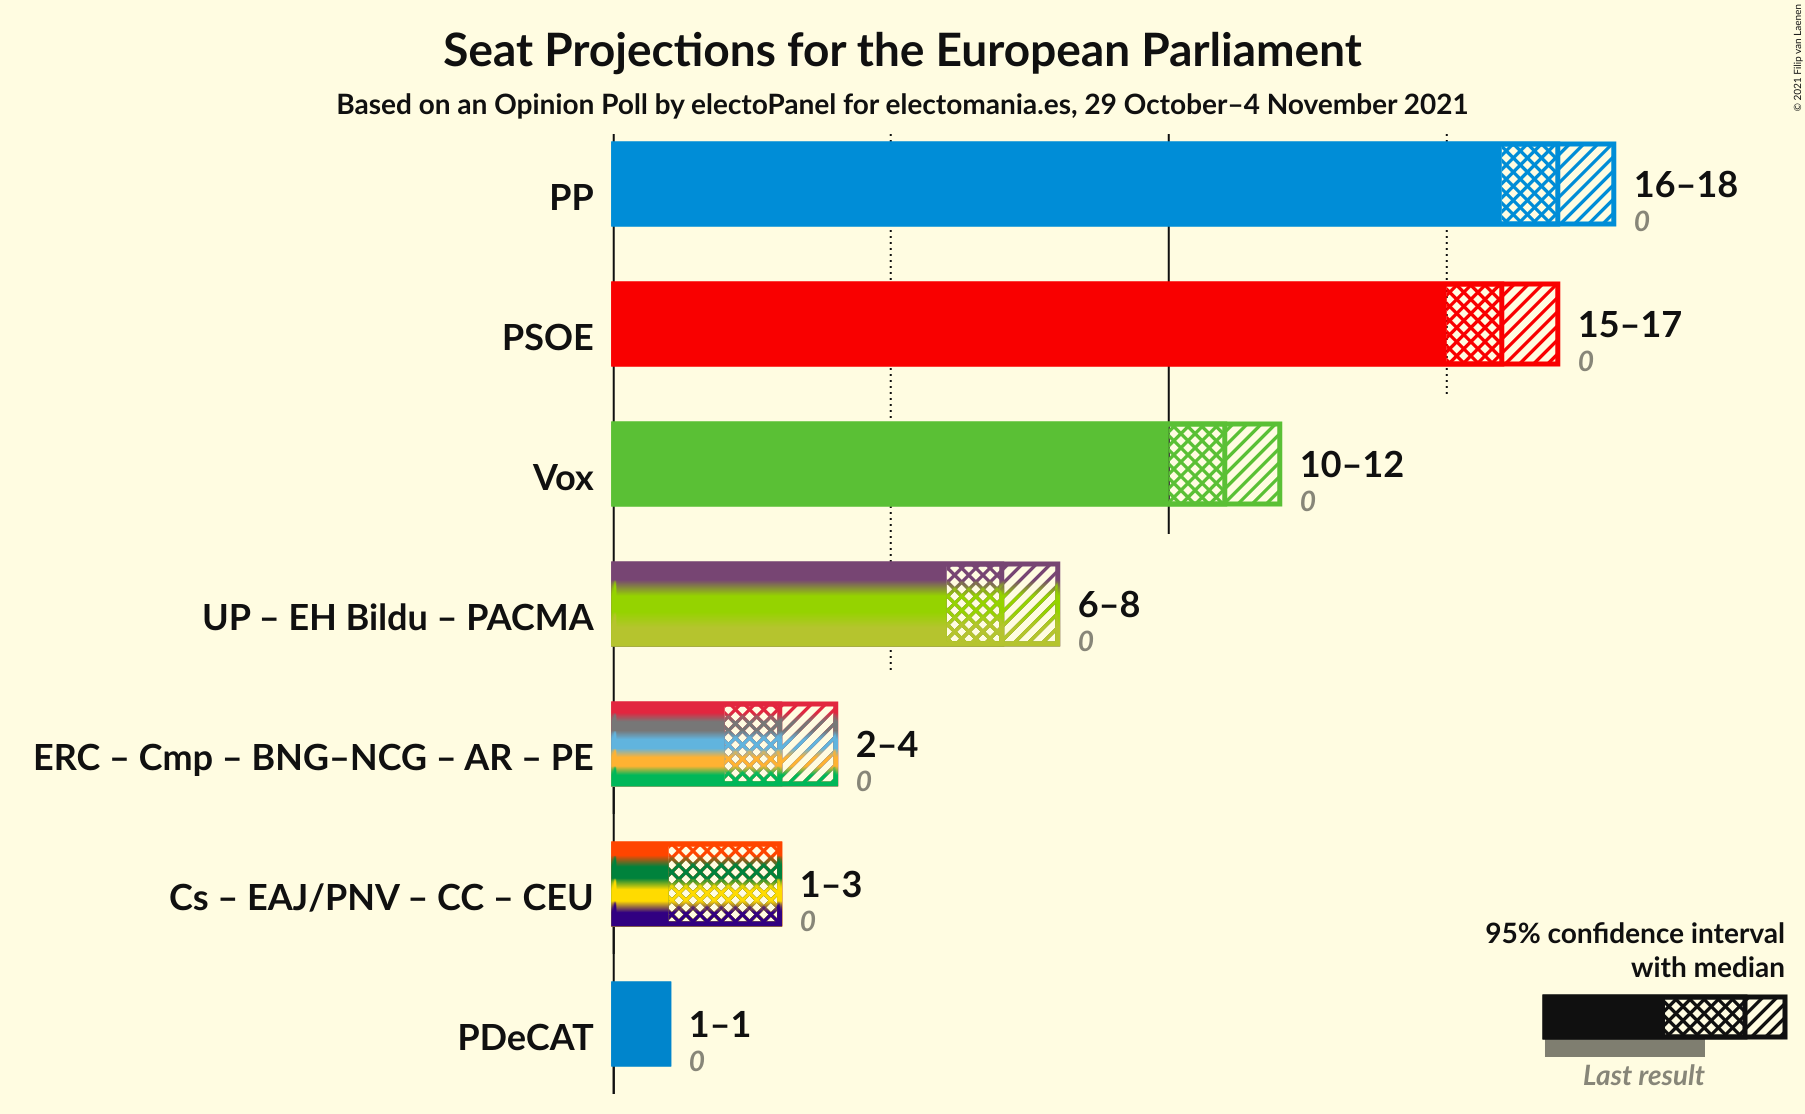 Seat Projections for the European Parliament
Based on an Opinion Poll by electoPanel for electomania.es, 29 October–4 November 2021
© 2021 Filip van Laenen
PP
16–18
0
PSOE
15–17
0
Vox
10–12
0
UP – EH Bildu – PACMA
6–8
0
ERC – Cmp – BNG–NCG – AR – PE
2–4
0
Cs – EAJ/PNV – CC – CEU
1–3
0
PDeCAT
1–1
0
95% confidence interval
with median
Last result